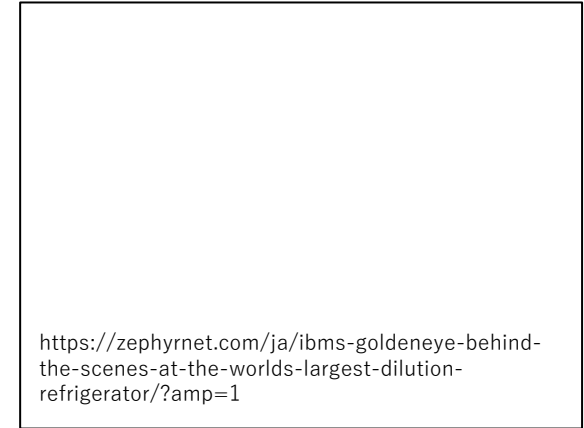 https://zephyrnet.com/ja/ibms-goldeneye-behind-
the-scenes-at-the-worlds-largest-dilution-
refrigerator/?amp=1